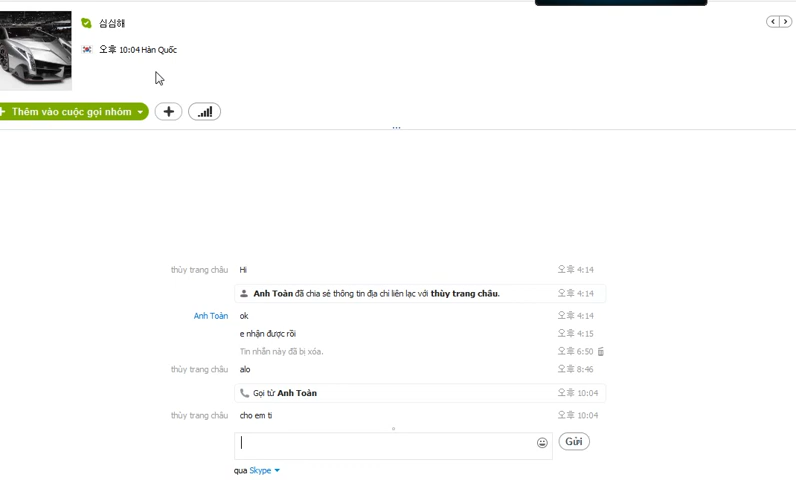 심심해
오후 10:04 Hàn Quốc
Thêm vào cuộc gọi nhóm
thùy trang châu Hi 오후 4:14
Anh Toàn đã chia sẻ thông tin địa chỉ liên lạc với thùy trang châu. 오후 4:14
Anh Toàn ok 오후 4:14
e nhận được rồi 오후 4:15
Tin nhắn này đã bị xóa. 오후 6:50
thùy trang châu alo 오후 8:46
Gọi từ Anh Toàn 오후 10:04
thùy trang châu cho em ti 오후 10:04
Gửi
qua Skype